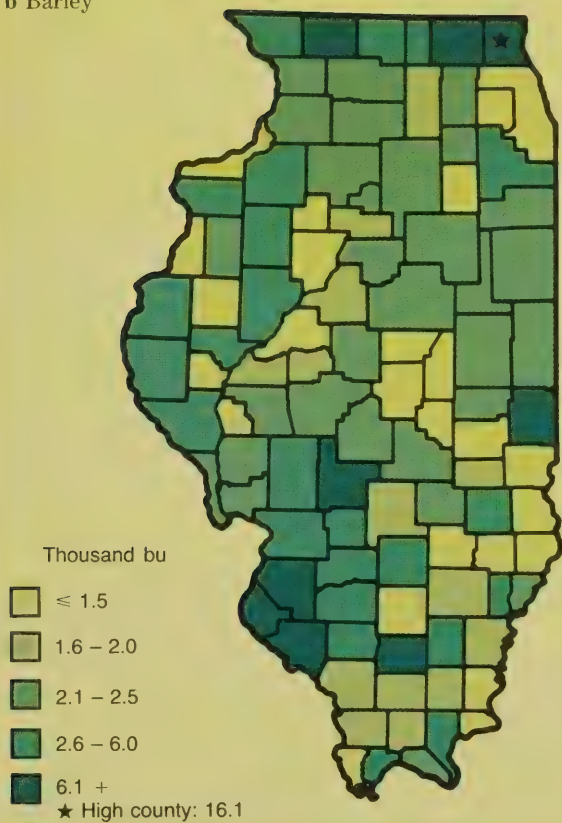 b Barley
Thousand bu
≤ 1.5
1.6 – 2.0
2.1 – 2.5
2.6 – 6.0
6.1 +
★ High county: 16.1